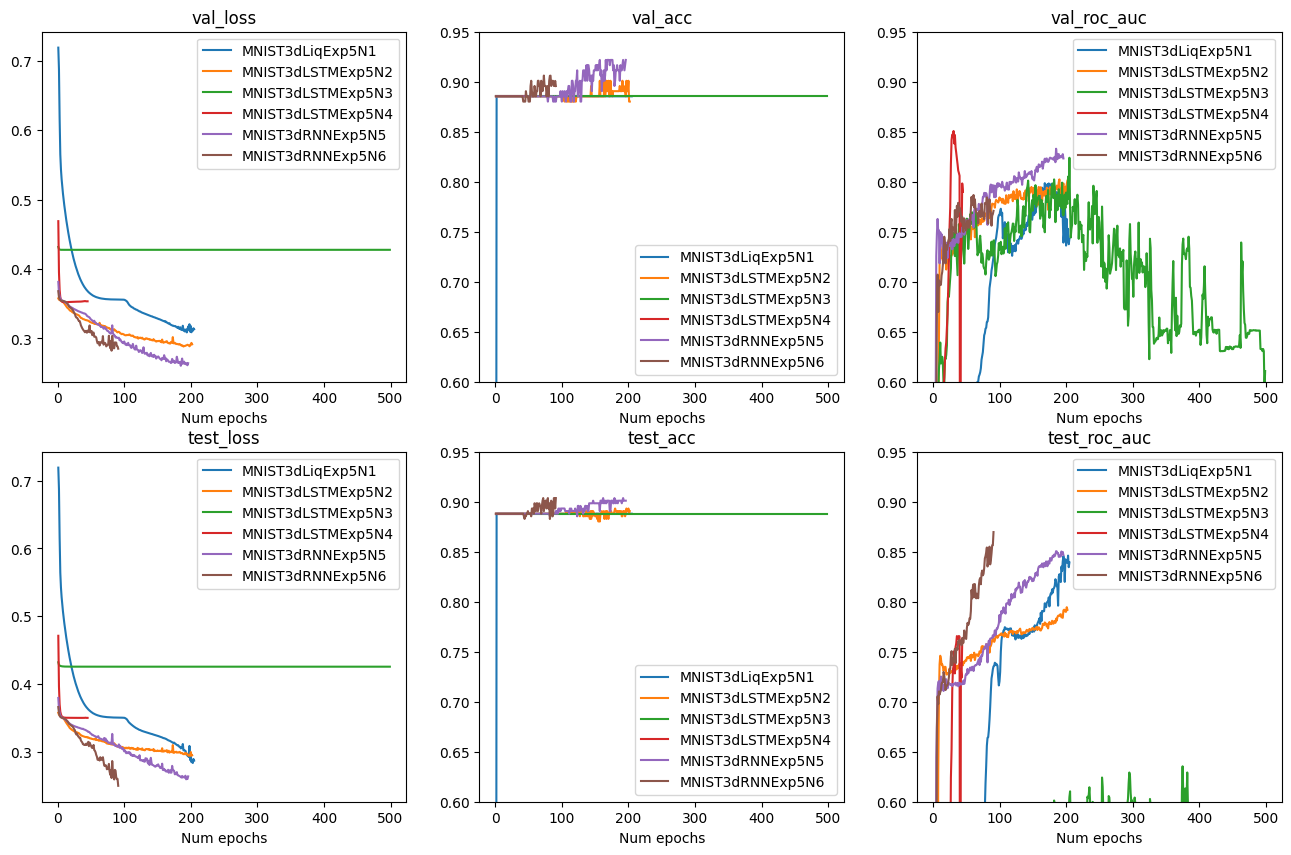 val_loss
0.7
0.6
0.5
0.4
0.3
MNIST3dLiqExp5N1
MNIST3dLSTMExp5N2
MNIST3dLSTMExp5N3
MNIST3dLSTMExp5N4
MNIST3dRNNExp5N5
MNIST3dRNNExp5N6
0 100 200 300 400 500
Num epochs
val_acc
0.95
0.90
0.85
0.80
0.75
0.70
0.65
0.60
MNIST3dLiqExp5N1
MNIST3dLSTMExp5N2
MNIST3dLSTMExp5N3
MNIST3dLSTMExp5N4
MNIST3dRNNExp5N5
MNIST3dRNNExp5N6
0 100 200 300 400 500
Num epochs
val_roc_auc
0.95
0.90
0.85
0.80
0.75
0.70
0.65
0.60
MNIST3dLiqExp5N1
MNIST3dLSTMExp5N2
MNIST3dLSTMExp5N3
MNIST3dLSTMExp5N4
MNIST3dRNNExp5N5
MNIST3dRNNExp5N6
0 100 200 300 400 500
Num epochs
test_loss
0.7
0.6
0.5
0.4
0.3
MNIST3dLiqExp5N1
MNIST3dLSTMExp5N2
MNIST3dLSTMExp5N3
MNIST3dLSTMExp5N4
MNIST3dRNNExp5N5
MNIST3dRNNExp5N6
0 100 200 300 400 500
Num epochs
test_acc
0.95
0.90
0.85
0.80
0.75
0.70
0.65
0.60
MNIST3dLiqExp5N1
MNIST3dLSTMExp5N2
MNIST3dLSTMExp5N3
MNIST3dLSTMExp5N4
MNIST3dRNNExp5N5
MNIST3dRNNExp5N6
0 100 200 300 400 500
Num epochs
test_roc_auc
0.95
0.90
0.85
0.80
0.75
0.70
0.65
0.60
MNIST3dLiqExp5N1
MNIST3dLSTMExp5N2
MNIST3dLSTMExp5N3
MNIST3dLSTMExp5N4
MNIST3dRNNExp5N5
MNIST3dRNNExp5N6
0 100 200 300 400 500
Num epochs